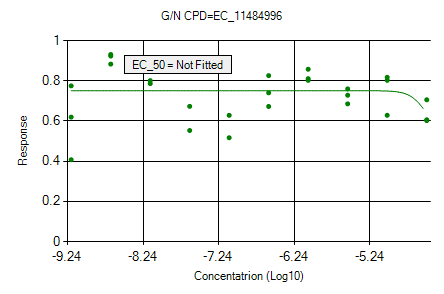 G/N CPD=EC_11484996
EC_50 = Not Fitted
Response
1
0.8
0.6
0.4
0.2
0
-9.24 -8.24 -7.24 -6.24 -5.24
Concentatrion (Log10)